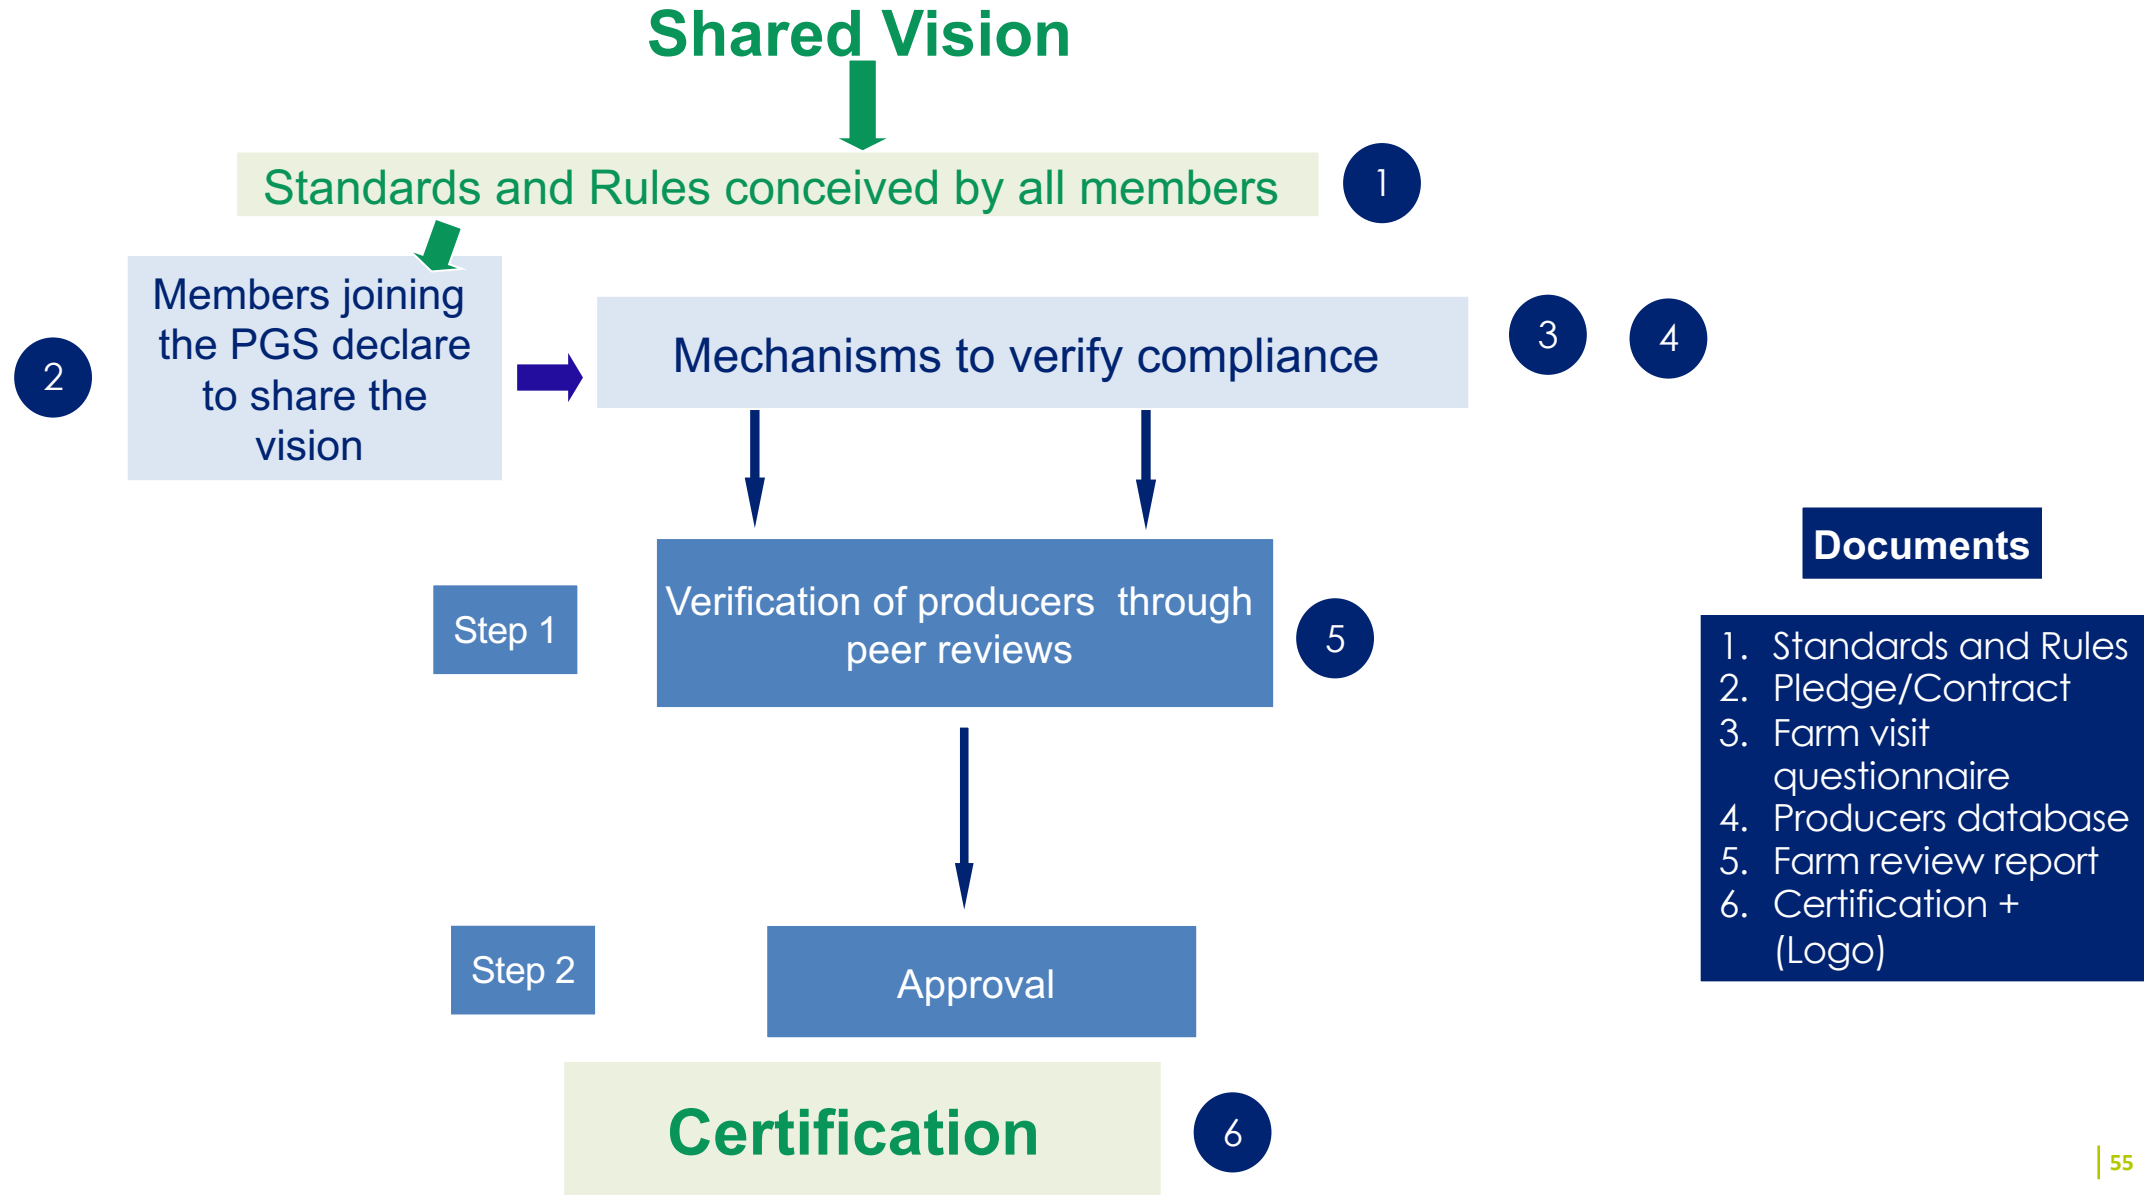 Shared Vision
Standards and Rules conceived by all members
1
Members joining
the PGS declare
to share the
vision
2
Mechanisms to verify compliance
3
4
Step 1
Verification of producers through
peer reviews
5
Documents
1. Standards and Rules
2. Pledge/Contract
3. Farm visit
questionnaire
4. Producers database
5. Farm review report
6. Certification +
(Logo)
Step 2
Approval
Certification
6
55